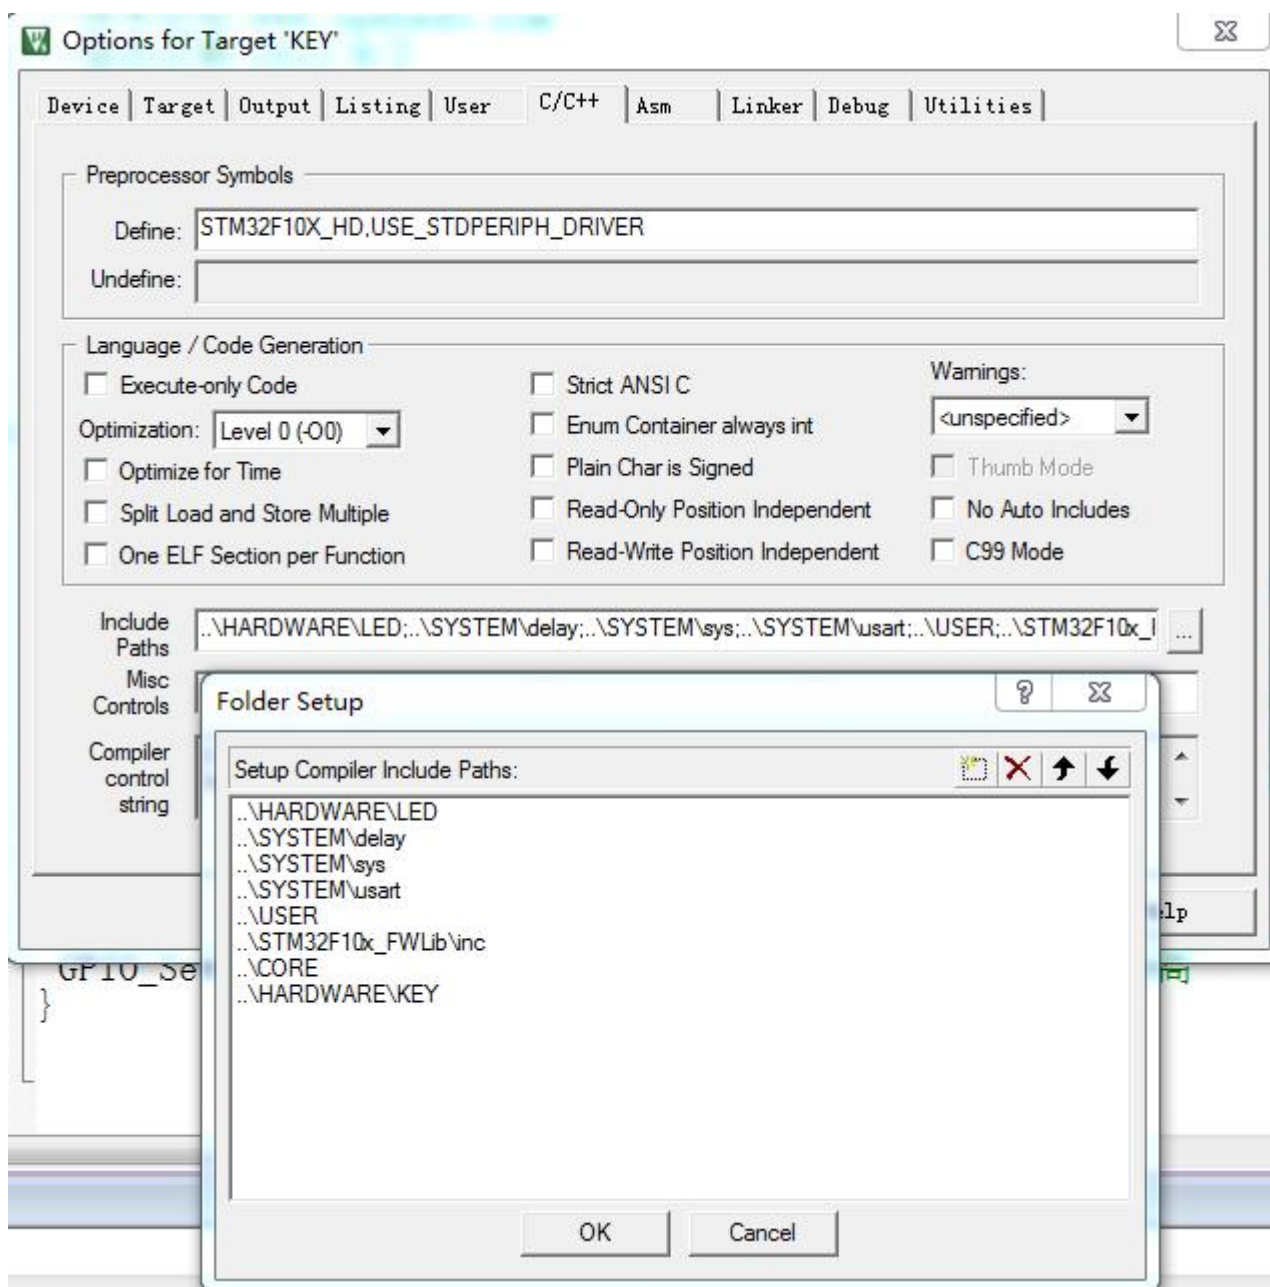 Options for Target 'KEY'
Device Target Output Listing User C/C++ Asm Linker Debug Utilities
Preprocessor Symbols
Define: STM32F10X_HD,USE_STDPERIPH_DRIVER
Undefine:
Language / Code Generation
Execute-only Code
Strict ANSI C
Warnings:
Optimization: Level 0 (-O0)
Enum Container always int
<unspecified>
Optimize for Time
Plain Char is Signed
Thumb Mode
Split Load and Store Multiple
Read-Only Position Independent
No Auto Includes
One ELF Section per Function
Read-Write Position Independent
C99 Mode
Include Paths
..\HARDWARE\LED;..\SYSTEM\delay;..\SYSTEM\sys;..\SYSTEM\usart;..\USER;..\STM32F10x_
...
Misc Controls
Compiler control string
Folder Setup
Setup Compiler Include Paths:
..\HARDWARE\LED
..\SYSTEM\delay
..\SYSTEM\sys
..\SYSTEM\usart
..\USER
..\STM32F10x_FWLib\inc
..\CORE
..\HARDWARE\KEY
GPIO_Se
}
OK
Cancel